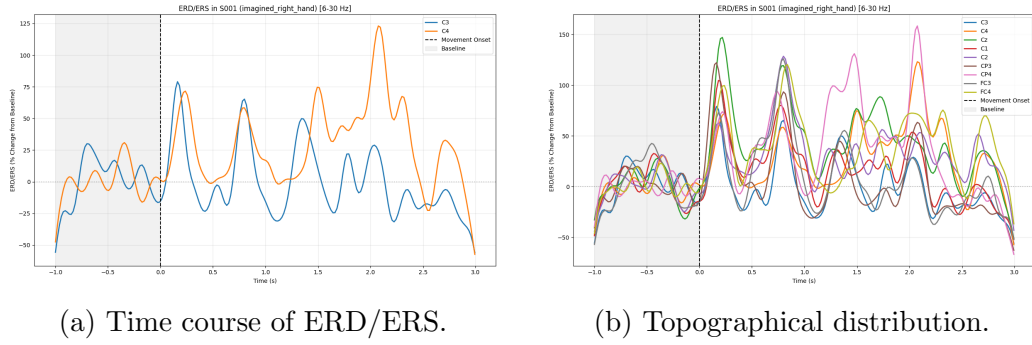 ERD/ERS in S001 (imagined_right_hand) [6-30 Hz]
C3
C4
Movement Onset
Baseline
ERD/ERS (% Change from Baseline)
125
100
75
50
25
0
−25
−50
−1.0 −0.5 0.0 0.5 1.0 1.5 2.0 2.5 3.0
Time (s)
(a) Time course of ERD/ERS.
ERD/ERS in S001 (imagined_right_hand) [6-30 Hz]
C3
C4
Cz
C1
C2
CP3
CP4
FC3
FC4
Movement Onset
Baseline
ERD/ERS (% Change from Baseline)
150
100
50
0
−50
−1.0 −0.5 0.0 0.5 1.0 1.5 2.0 2.5 3.0
Time (s)
(b) Topographical distribution.